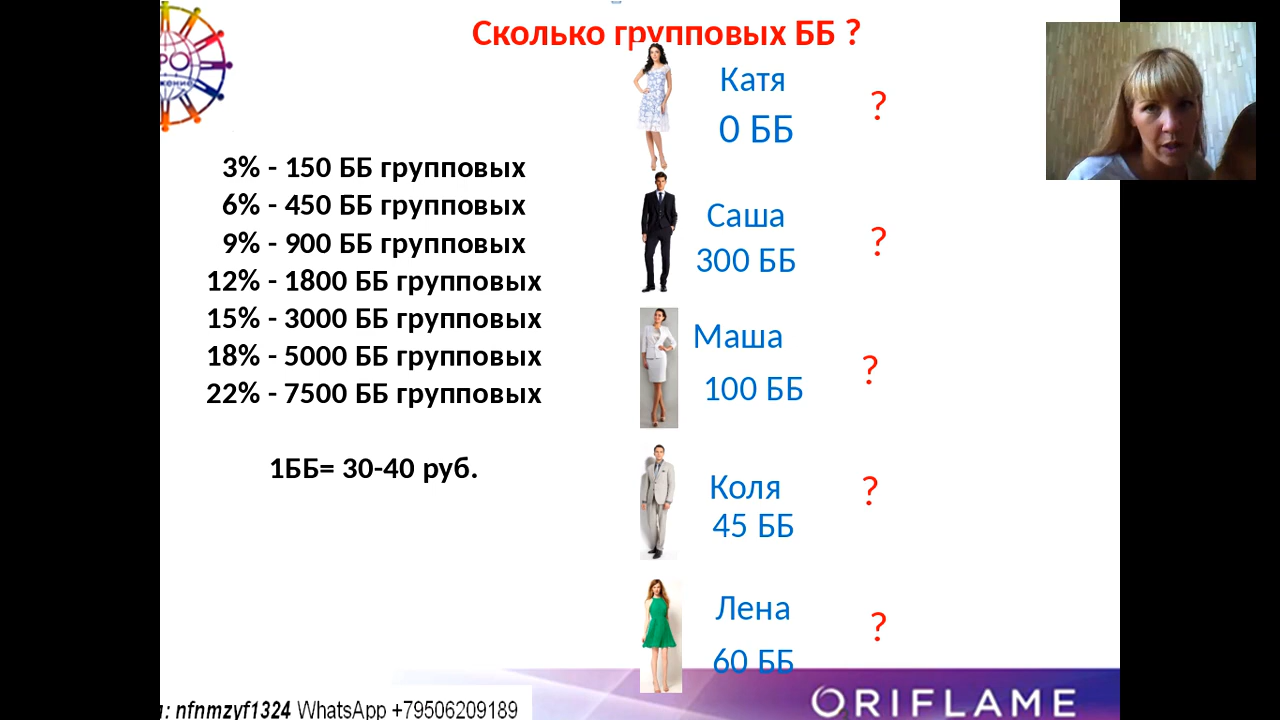 Сколько групповых ББ ?
РО
жение
3% - 150 ББ групповых
6% - 450 ББ групповых
9% - 900 ББ групповых
12% - 1800 ББ групповых
15% - 3000 ББ групповых
18% - 5000 ББ групповых
22% - 7500 ББ групповых
1ББ= 30-40 руб.
Катя
0 ББ
?
Саша
300 ББ
?
Маша
100 ББ
?
Коля
45 ББ
?
Лена
60 ББ
?
: nfnmzyf1324 WhatsApp +79506209189
ORIFLAME